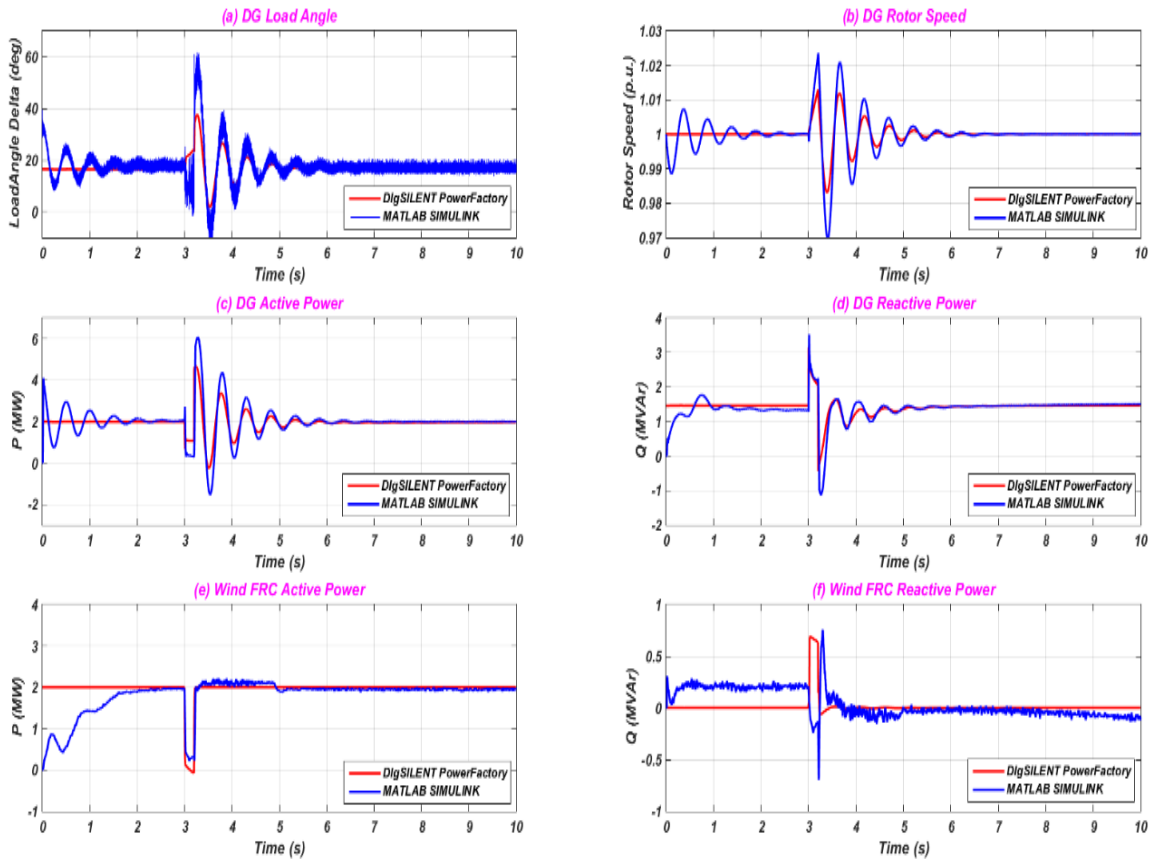 (a) DG Load Angle
LoadAngle Delta (deg)
60
40
20
0
0 1 2 3 4 5 6 7 8 9 10
Time (s)
DIgSILENT PowerFactory
MATLAB SIMULINK
(b) DG Rotor Speed
Rotor Speed (p.u.)
1.03
1.02
1.01
1
0.99
0.98
0.97
0 1 2 3 4 5 6 7 8 9 10
Time (s)
DIgSILENT PowerFactory
MATLAB SIMULINK
(c) DG Active Power
P (MW)
6
4
2
0
-2
0 1 2 3 4 5 6 7 8 9 10
Time (s)
DIgSILENT PowerFactory
MATLAB SIMULINK
(d) DG Reactive Power
Q (MVAr)
4
3
2
1
0
-1
-2
0 1 2 3 4 5 6 7 8 9 10
Time (s)
DIgSILENT PowerFactory
MATLAB SIMULINK
(e) Wind FRC Active Power
P (MW)
4
3
2
1
0
-1
0 1 2 3 4 5 6 7 8 9 10
Time (s)
DIgSILENT PowerFactory
MATLAB SIMULINK
(f) Wind FRC Reactive Power
Q (MVAr)
1
0.5
0
-0.5
-1
0 1 2 3 4 5 6 7 8 9 10
Time (s)
DIgSILENT PowerFactory
MATLAB SIMULINK